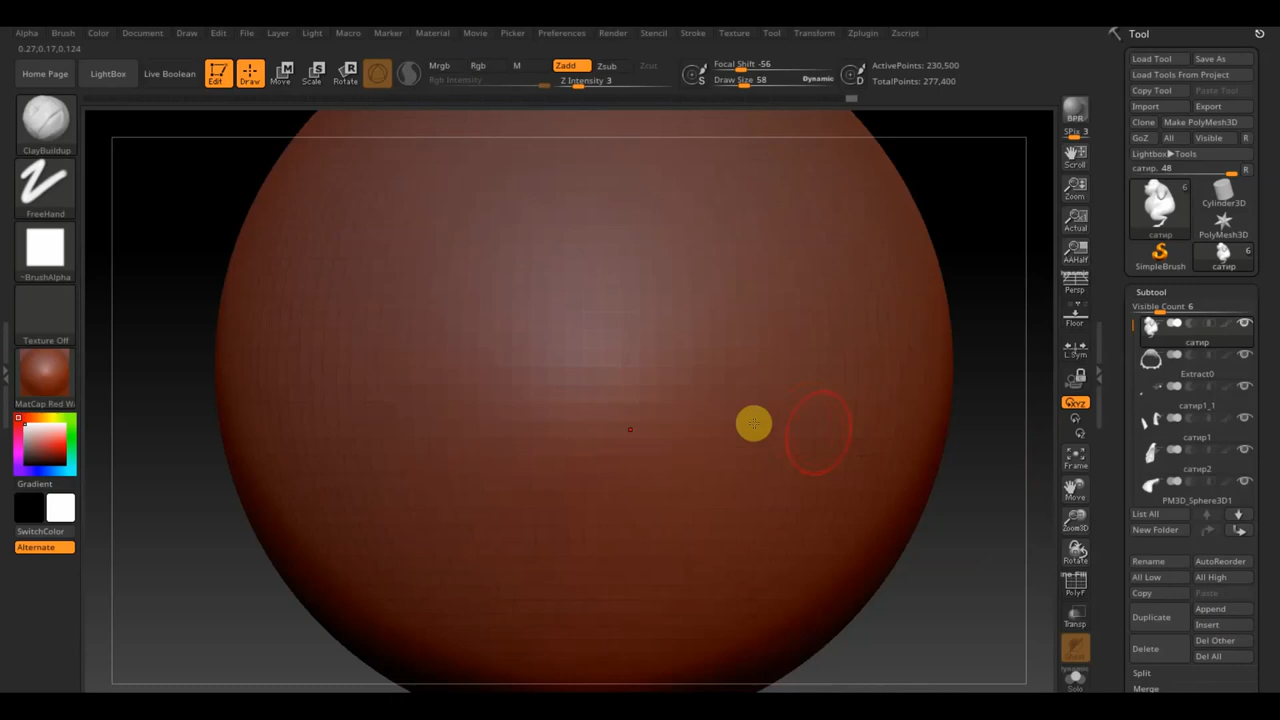 Alpha Brush Color Document Draw Edit File Layer Light Macro Marker Material Movie Picker Preferences Render Stencil Stroke Texture Tool Transform Zplugin Zscript
Tool
0.27,0.17,0.124
Home Page
LightBox
Live Boolean
Edit
Draw
Move
Scale
Rotate
Mrgb Rgb M
Rgb Intensity
Zadd Zsub Zcut
Z Intensity 3
S
Focal Shift -56
Draw Size 58 Dynamic
D
ActivePoints: 230,500
TotalPoints: 277,400
ClayBuildup
FreeHand
~BrushAlpha
Texture Off
MatCap Red Wa
Gradient
SwitchColor
Alternate
BPR
SPix 3
Scroll
Zoom
Actual
AAHalf
Dynamic
Persp
Floor
L.Sym
XYZ
Frame
Move
Zoom3D
Rotate
PolyF
Transp
Solo
Load Tool Save As
Load Tools From Project
Copy Tool Paste Tool
Import Export
Clone Make PolyMesh3D
GoZ All Visible R
Lightbox▶Tools
сатир. 48 R
6
сатир
Cylinder3D
PolyMesh3D
SimpleBrush
6
сатир
Subtool
Visible Count 6
сатир
Extract0
сатир1_1
сатир1
сатир2
PM3D_Sphere3D1
List All
New Folder
Rename AutoReorder
All Low All High
Copy Paste
Duplicate Append
Insert
Delete Del Other
Del All
Split
Merge